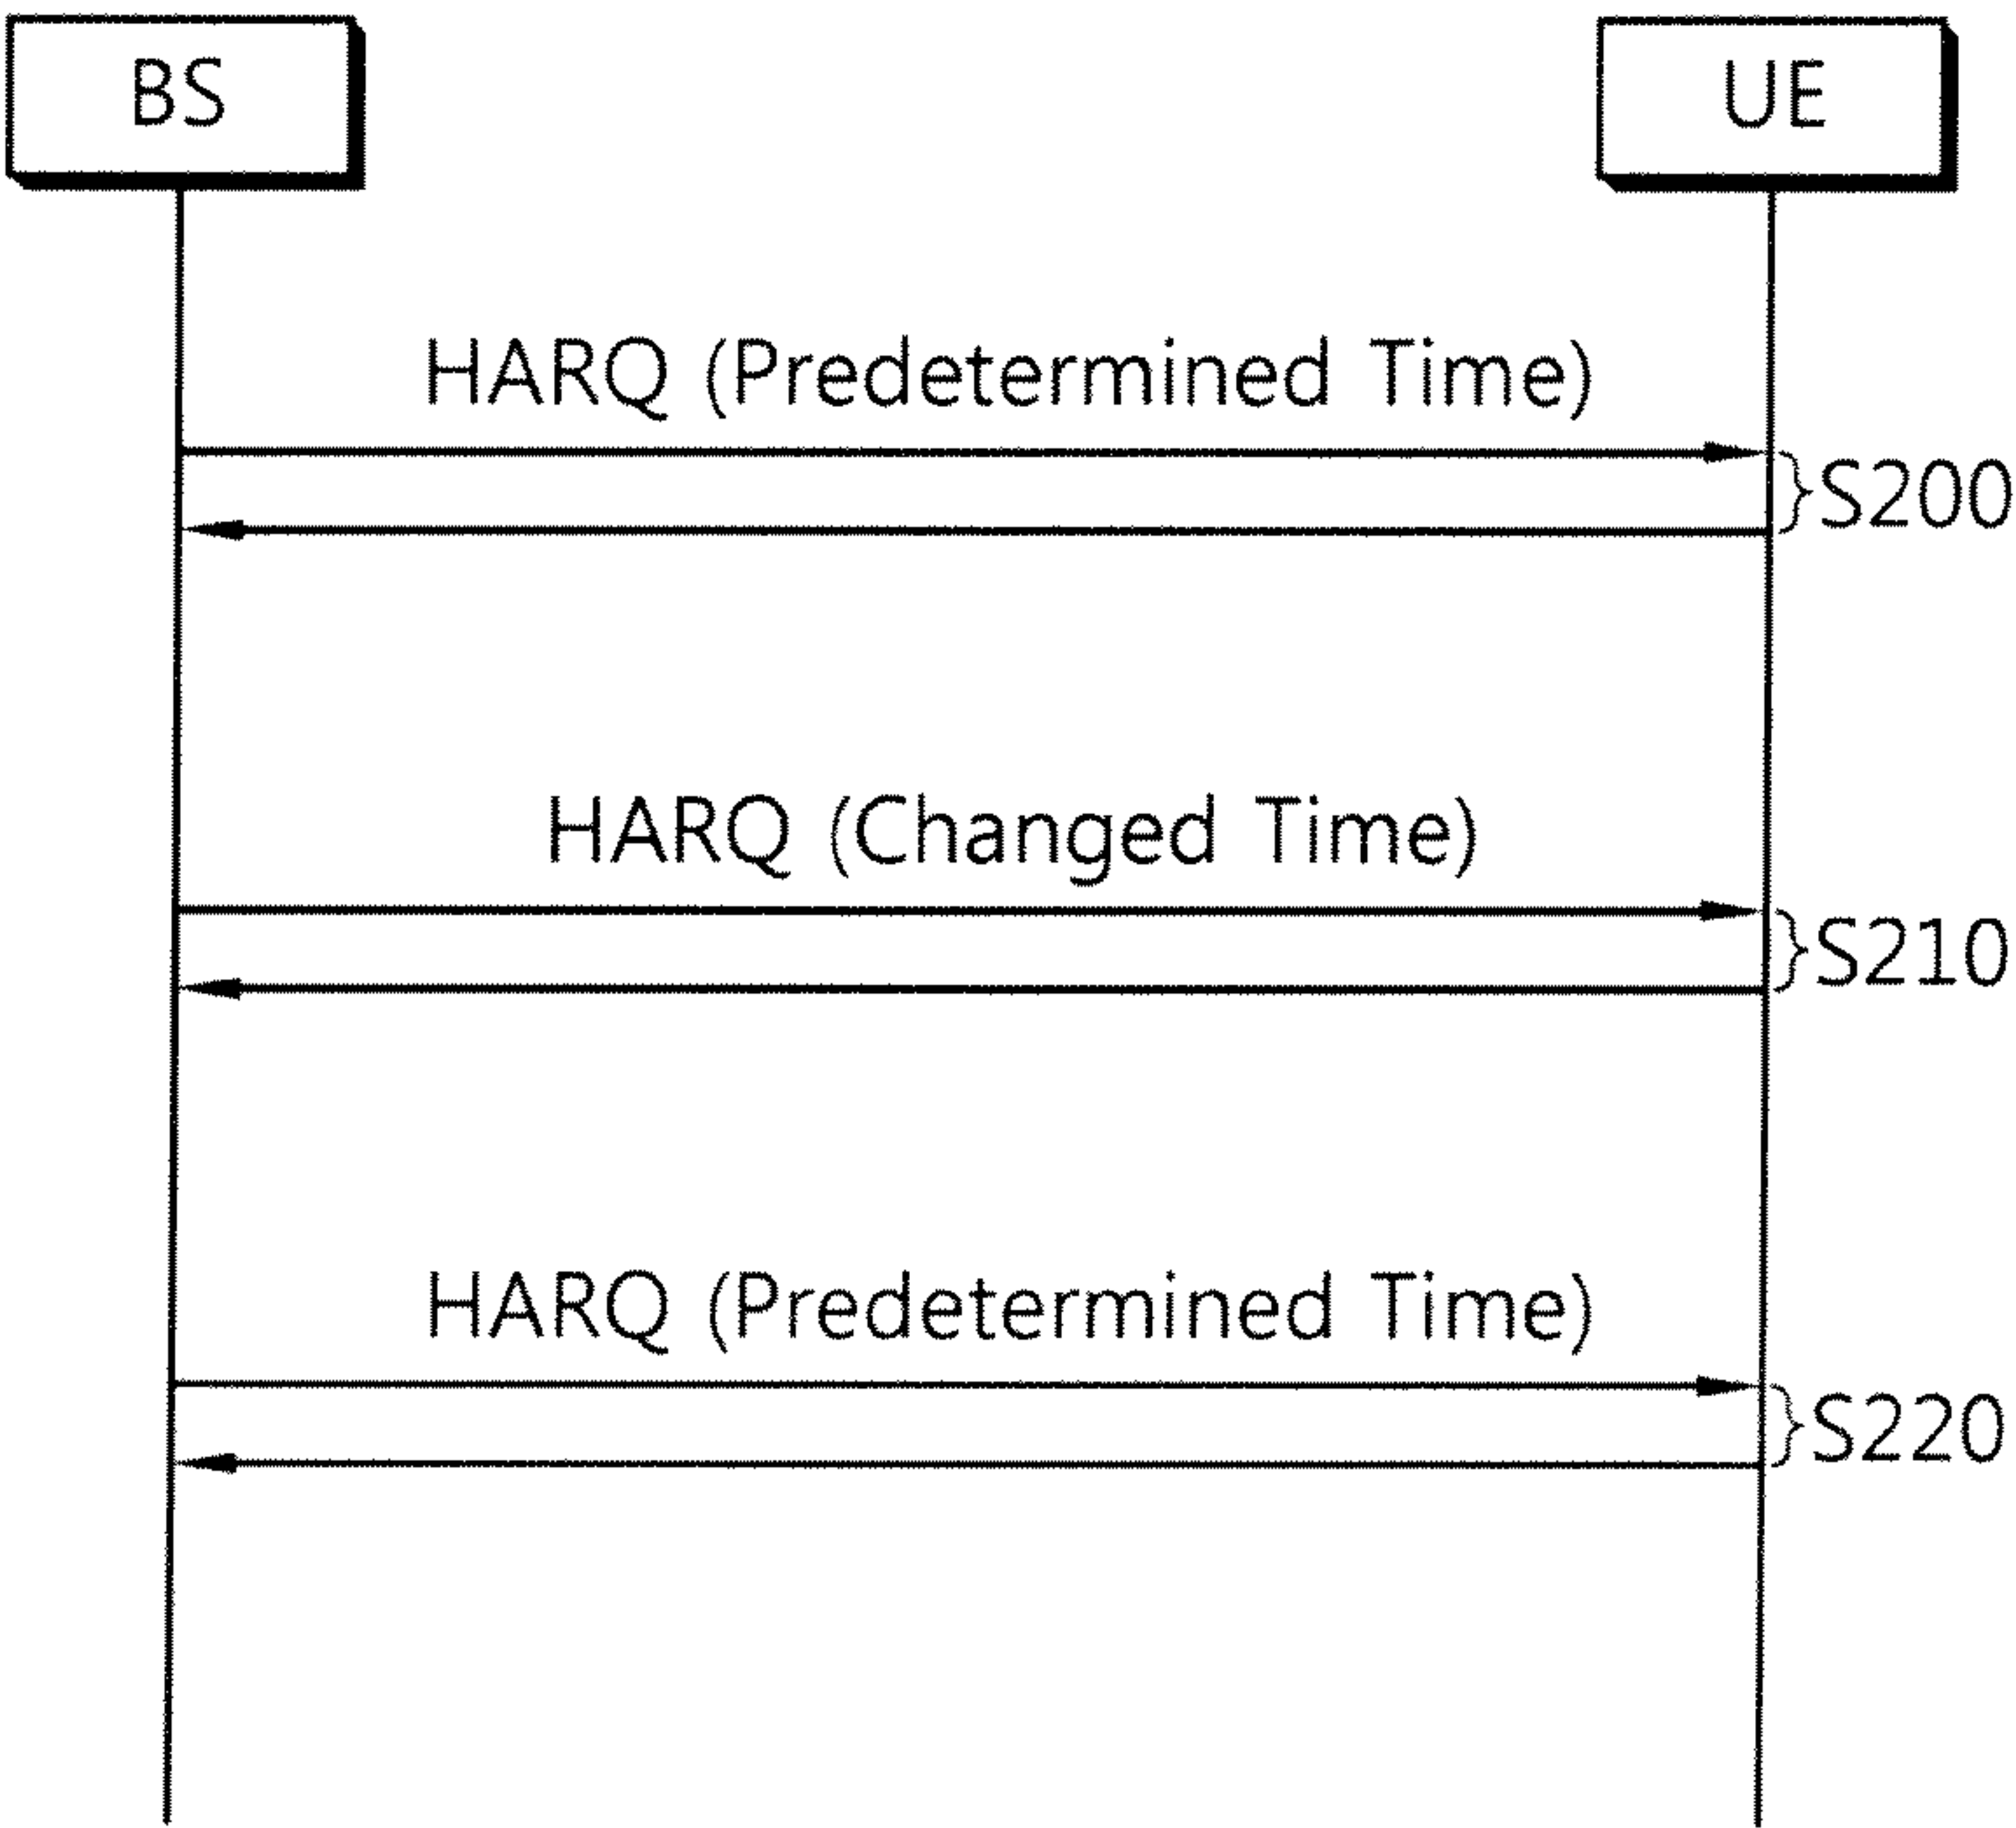 BS
UE
HARQ (Predetermined Time)
S200
HARQ (Changed Time)
S210
HARQ (Predetermined Time)
S220